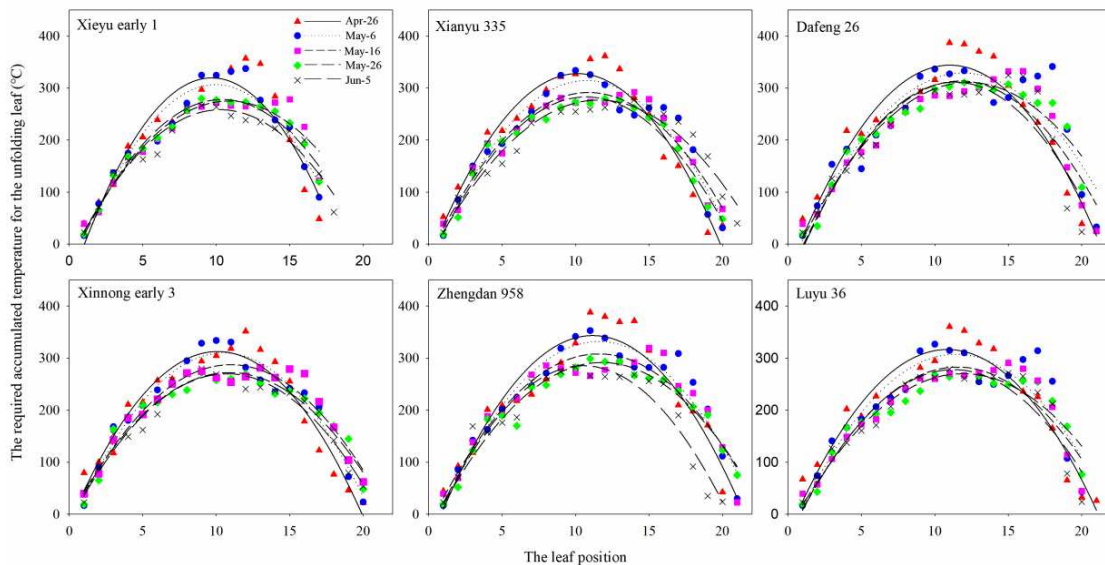 Xieyu early 1
Apr-26
May-6
May-16
May-26
Jun-5
400
300
200
100
0
0 5 10 15 20
Xianyu 335
400
300
200
100
0
0 5 10 15 20
Dafeng 26
400
300
200
100
0
0 5 10 15 20
The required accumulated temperature for the unfolding leaf (°C)
Xinnong early 3
400
300
200
100
0
0 5 10 15 20
Zhengdan 958
400
300
200
100
0
0 5 10 15 20
Luyu 36
400
300
200
100
0
0 5 10 15 20
The leaf position